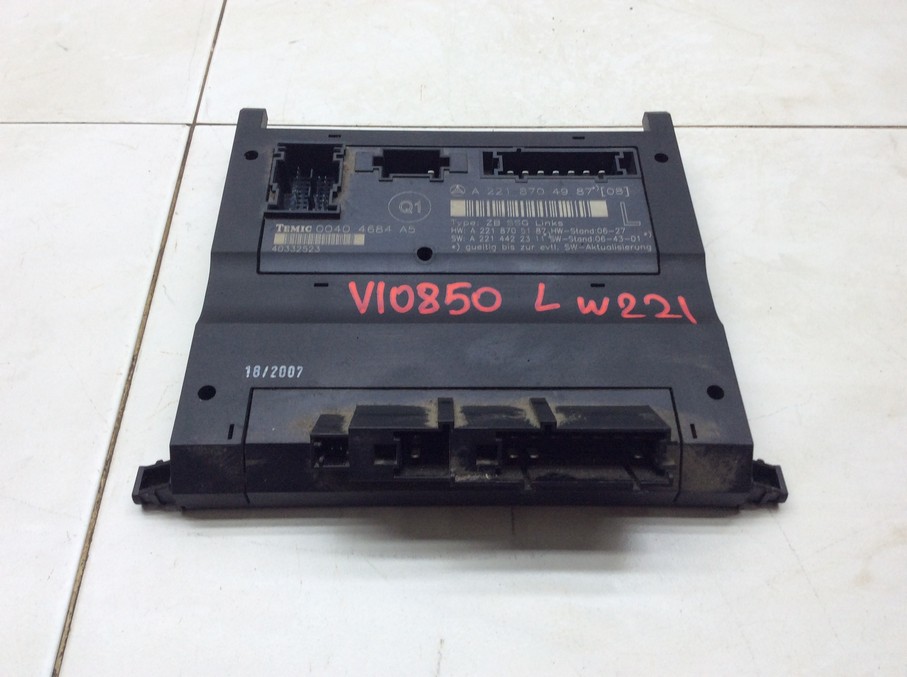 A 221 870 49 87*)[08]
Q1
L
Type: ZB SSG Links
HW: A 221 870 51 87 HW-Stand:06-27
SW: A 221 442 23 11*) SW-Stand:06-43-01*)
*) gueltig bis zur evtl. SW-Aktualisierung
TEMIC 0040 4684 A5
40332523
V10850 L W221
18/2007